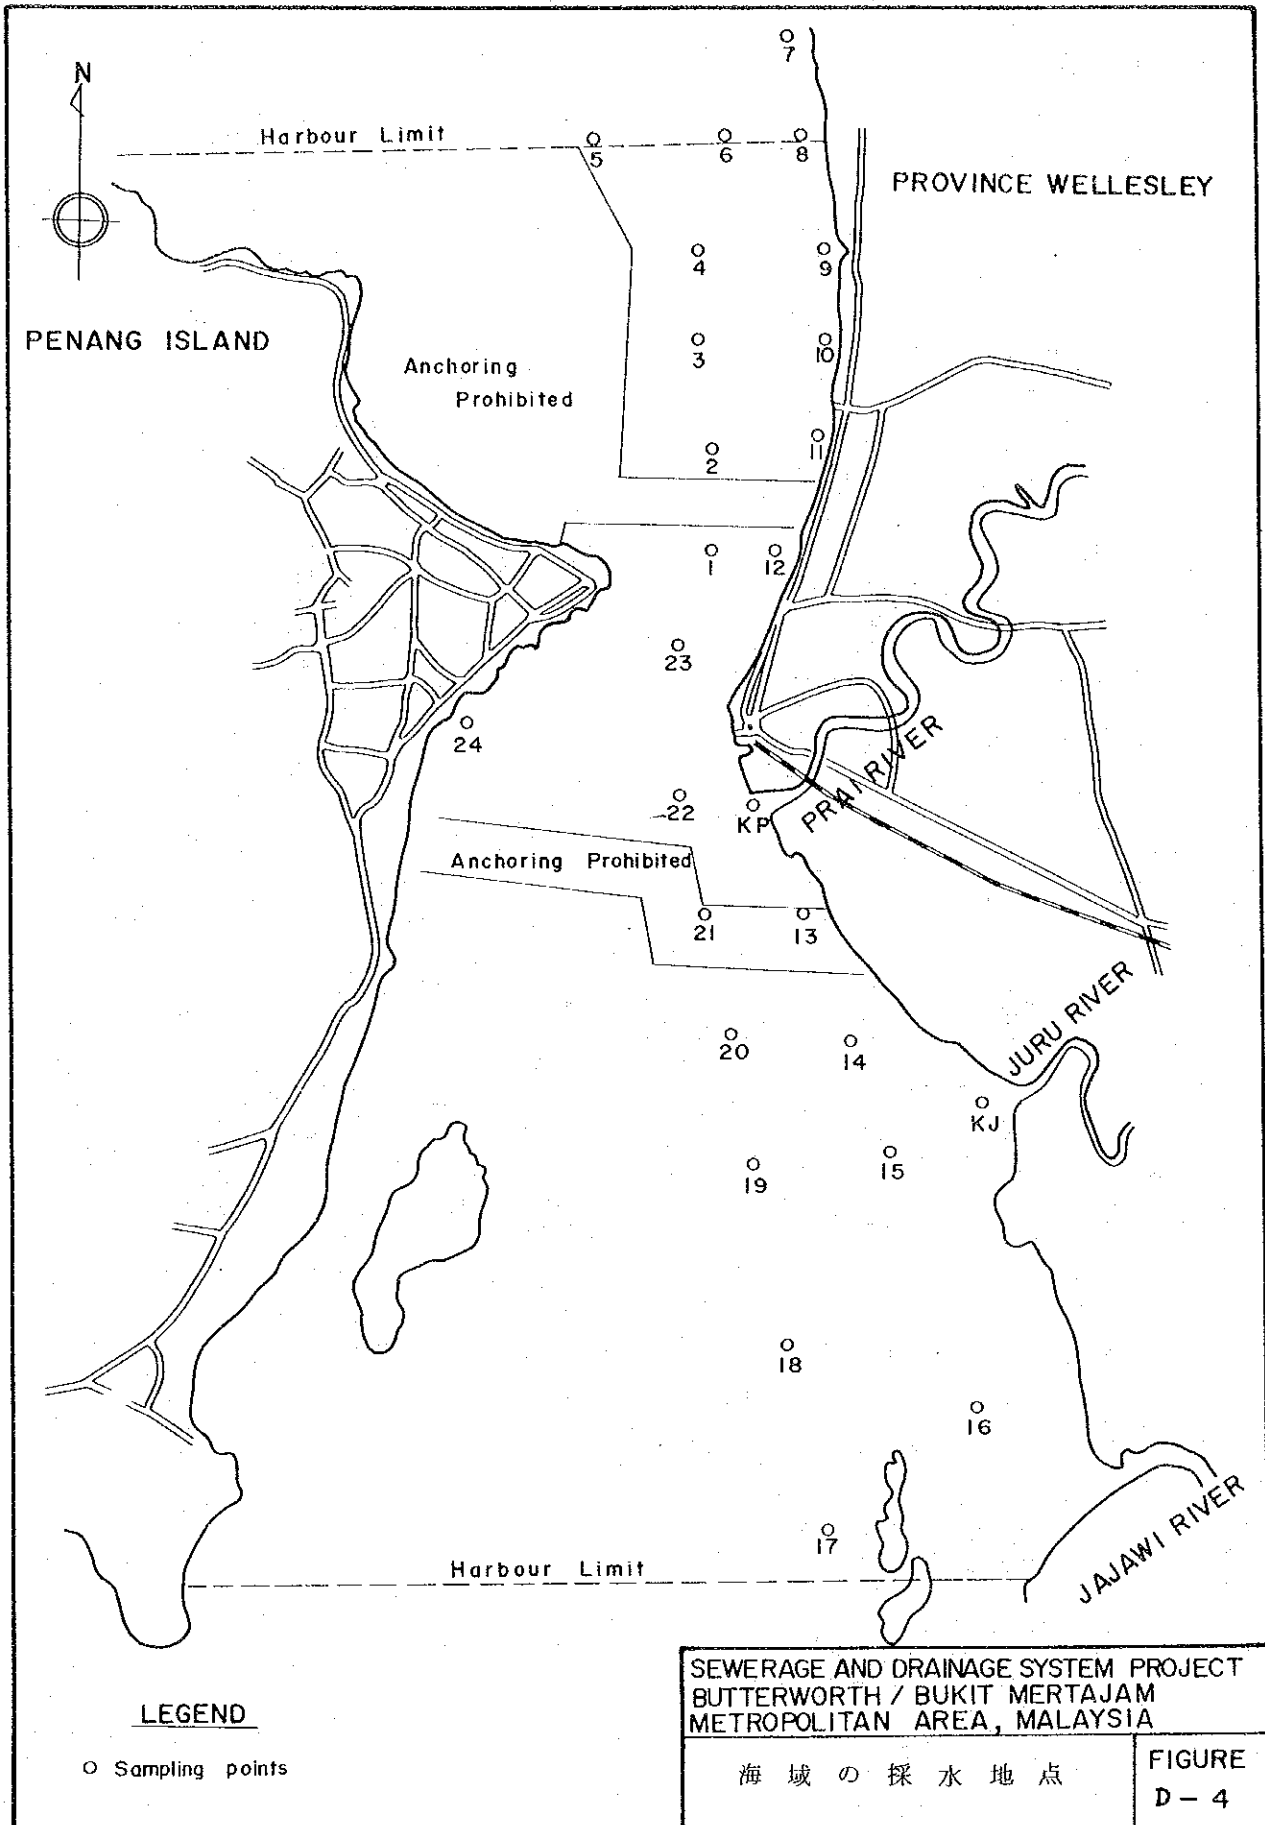 7
N
Harbour Limit
5
6
8
PROVINCE WELLESLEY
4
9
PENANG ISLAND
3
10
Anchoring
Prohibited
2
11
1
12
23
24
22
KP
PRAI RIVER
Anchoring Prohibited
21
13
JURU RIVER
20
14
KJ
19
15
18
16
17
Harbour Limit
JAJAWI RIVER
LEGEND
Sampling points
SEWERAGE AND DRAINAGE SYSTEM PROJECT
BUTTERWORTH / BUKIT MERTAJAM
METROPOLITAN AREA, MALAYSIA
海域の採水地点
FIGURE
D-4